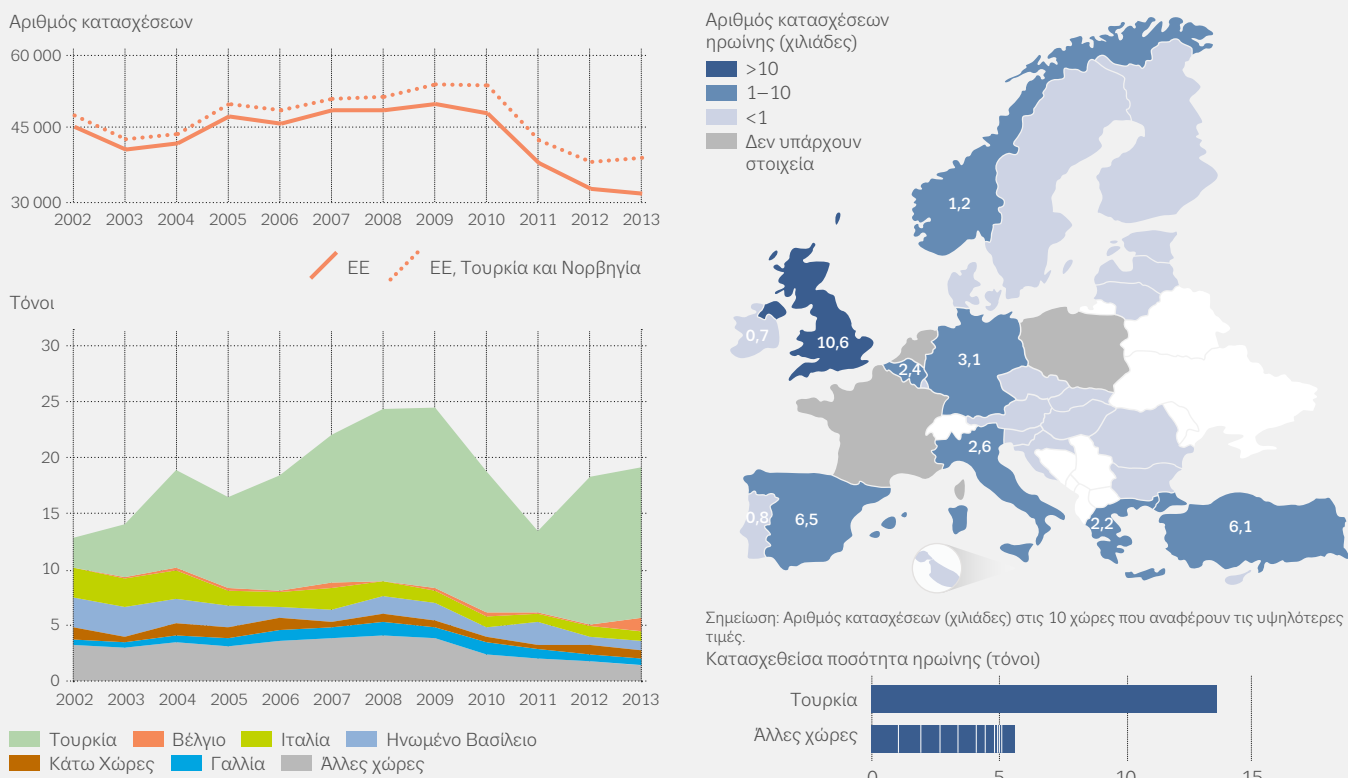 Αριθμός κατασχέσεων
60 000
45 000
30 000
2002 2003 2004 2005 2006 2007 2008 2009 2010 2011 2012 2013
ΕΕ ΕΕ, Τουρκία και Νορβηγία
Τόνοι
30
25
20
15
10
5
0
2002 2003 2004 2005 2006 2007 2008 2009 2010 2011 2012 2013
Τουρκία Βέλγιο Ιταλία Ηνωμένο Βασίλειο
Κάτω Χώρες Γαλλία Άλλες χώρες
Αριθμός κατασχέσεων
ηρωίνης (χιλιάδες)
>10
1–10
<1
Δεν υπάρχουν
στοιχεία
1,2
0,7
10,6
3,1
2,4
2,6
0,8
6,5
2,2
6,1
Σημείωση: Αριθμός κατασχέσεων (χιλιάδες) στις 10 χώρες που αναφέρουν τις υψηλότερες
τιμές.
Κατασχεθείσα ποσότητα ηρωίνης (τόνοι)
Τουρκία
Άλλες χώρες
0 5 10 15